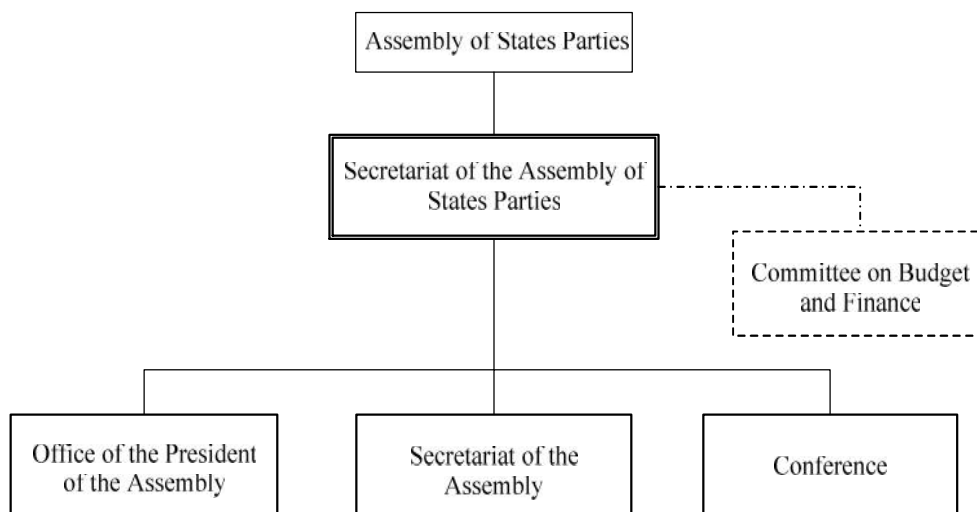 Assembly of States Parties
Secretariat of the Assembly of
States Parties
Committee on Budget
and Finance
Office of the President
of the Assembly
Secretariat of the
Assembly
Conference